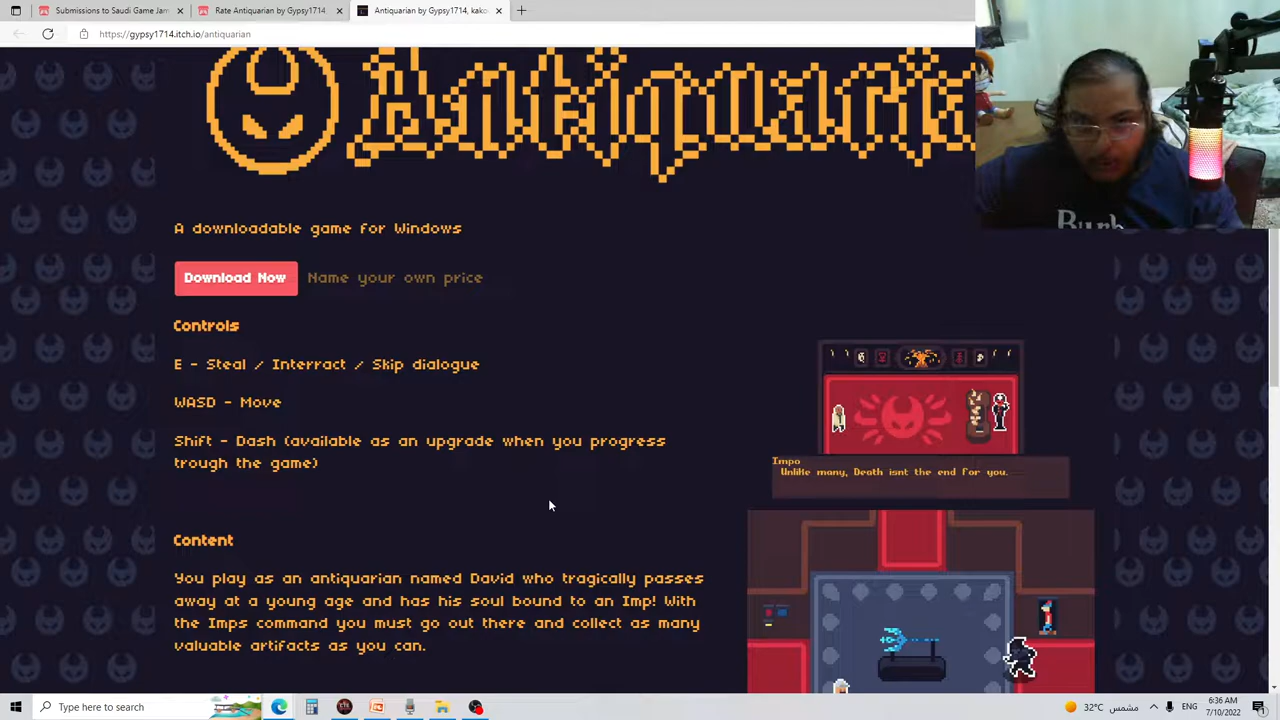 Submissions to Saudi Game Jam
Rate Antiquarian by Gypsy1714
Antiquarian by Gypsy1714, kako
https://gypsy1714.itch.io/antiquarian
Antiquaria
A downloadable game for Windows
Download Now Name your own price
Controls
E - Steal / Interract / Skip dialogue
WASD - Move
Shift - Dash (available as an upgrade when you progress
trough the game)
Impo
Unlike many, Death isnt the end for you.
Content
You play as an antiquarian named David who tragically passes
away at a young age and has his soul bound to an Imp! With
the Imps command you must go out there and collect as many
valuable artifacts as you can.
Type here to search
32°C مشمس
ENG
6:36 AM
7/10/2022